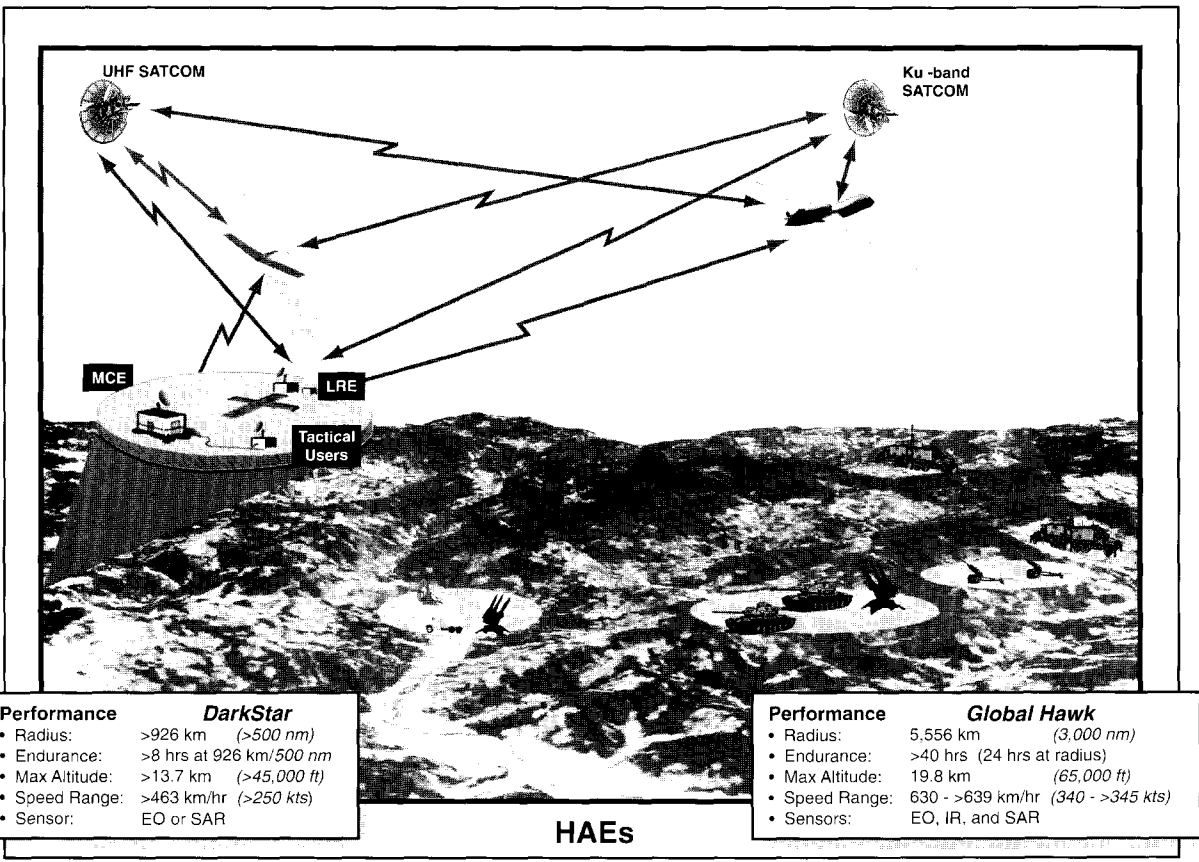 UHF SATCOM
Ku -band
SATCOM
MCE
LRE
Tactical
Users
Performance DarkStar
• Radius: >926 km (>500 nm)
• Endurance: >8 hrs at 926 km/500 nm
• Max Altitude: >13.7 km (>45,000 ft)
• Speed Range: >463 km/hr (>250 kts)
• Sensor: EO or SAR
Performance Global Hawk
• Radius: 5,556 km (3,000 nm)
• Endurance: >40 hrs (24 hrs at radius)
• Max Altitude: 19.8 km (65,000 ft)
• Speed Range: 630 - >639 km/hr (340 - >345 kts)
• Sensors: EO, IR, and SAR
HAEs